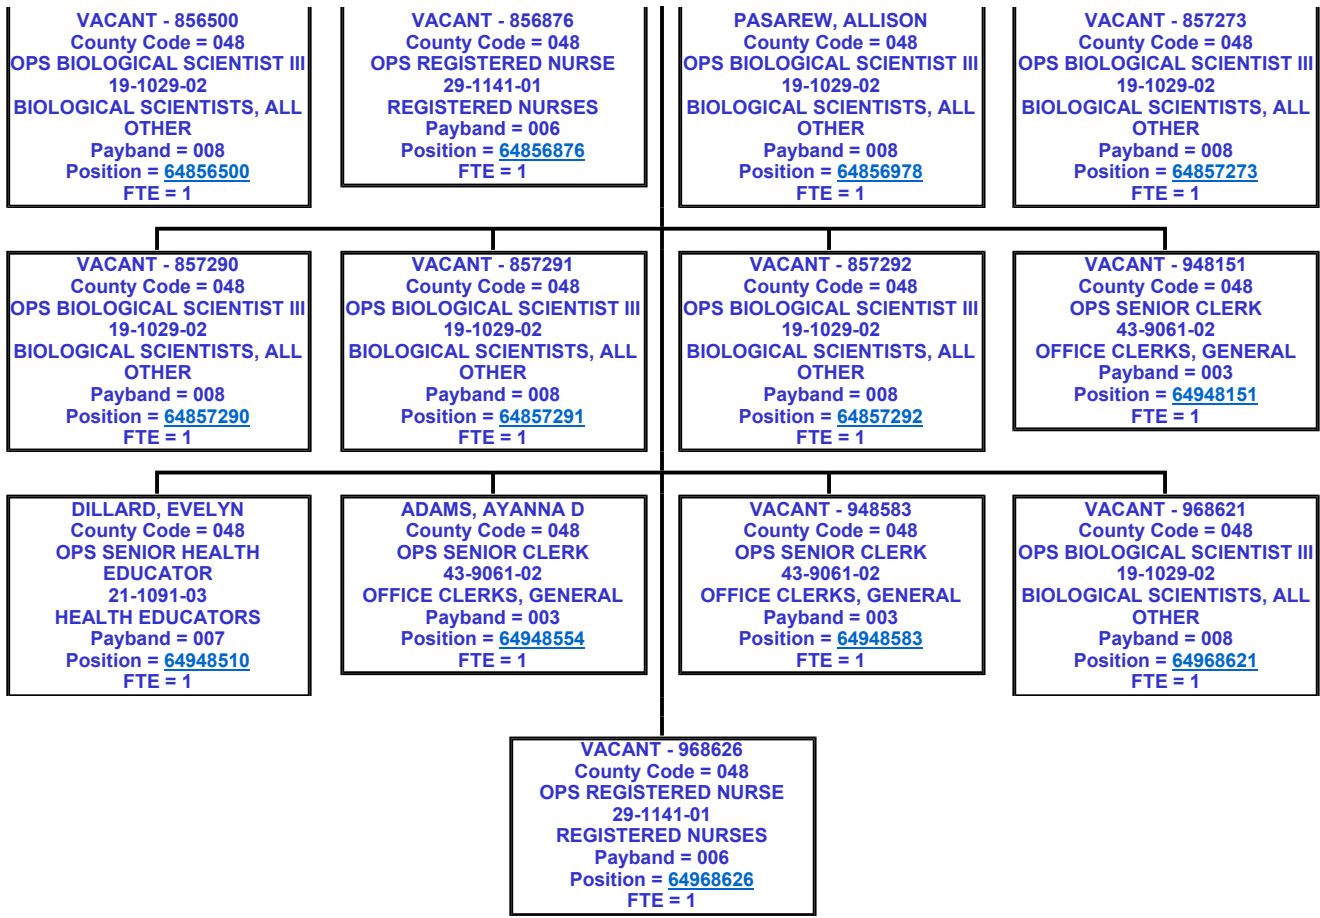 VACANT - 856500
County Code = 048
OPS BIOLOGICAL SCIENTIST III
19-1029-02
BIOLOGICAL SCIENTISTS, ALL
OTHER
Payband = 008
Position = 64856500
FTE = 1
VACANT - 856876
County Code = 048
OPS REGISTERED NURSE
29-1141-01
REGISTERED NURSES
Payband = 006
Position = 64856876
FTE = 1
PASAREW, ALLISON
County Code = 048
OPS BIOLOGICAL SCIENTIST III
19-1029-02
BIOLOGICAL SCIENTISTS, ALL
OTHER
Payband = 008
Position = 64856978
FTE = 1
VACANT - 857273
County Code = 048
OPS BIOLOGICAL SCIENTIST III
19-1029-02
BIOLOGICAL SCIENTISTS, ALL
OTHER
Payband = 008
Position = 64857273
FTE = 1
VACANT - 857290
County Code = 048
OPS BIOLOGICAL SCIENTIST III
19-1029-02
BIOLOGICAL SCIENTISTS, ALL
OTHER
Payband = 008
Position = 64857290
FTE = 1
VACANT - 857291
County Code = 048
OPS BIOLOGICAL SCIENTIST III
19-1029-02
BIOLOGICAL SCIENTISTS, ALL
OTHER
Payband = 008
Position = 64857291
FTE = 1
VACANT - 857292
County Code = 048
OPS BIOLOGICAL SCIENTIST III
19-1029-02
BIOLOGICAL SCIENTISTS, ALL
OTHER
Payband = 008
Position = 64857292
FTE = 1
VACANT - 948151
County Code = 048
OPS SENIOR CLERK
43-9061-02
OFFICE CLERKS, GENERAL
Payband = 003
Position = 64948151
FTE = 1
DILLARD, EVELYN
County Code = 048
OPS SENIOR HEALTH
EDUCATOR
21-1091-03
HEALTH EDUCATORS
Payband = 007
Position = 64948510
FTE = 1
ADAMS, AYANNA D
County Code = 048
OPS SENIOR CLERK
43-9061-02
OFFICE CLERKS, GENERAL
Payband = 003
Position = 64948554
FTE = 1
VACANT - 948583
County Code = 048
OPS SENIOR CLERK
43-9061-02
OFFICE CLERKS, GENERAL
Payband = 003
Position = 64948583
FTE = 1
VACANT - 968621
County Code = 048
OPS BIOLOGICAL SCIENTIST III
19-1029-02
BIOLOGICAL SCIENTISTS, ALL
OTHER
Payband = 008
Position = 64968621
FTE = 1
VACANT - 968626
County Code = 048
OPS REGISTERED NURSE
29-1141-01
REGISTERED NURSES
Payband = 006
Position = 64968626
FTE = 1